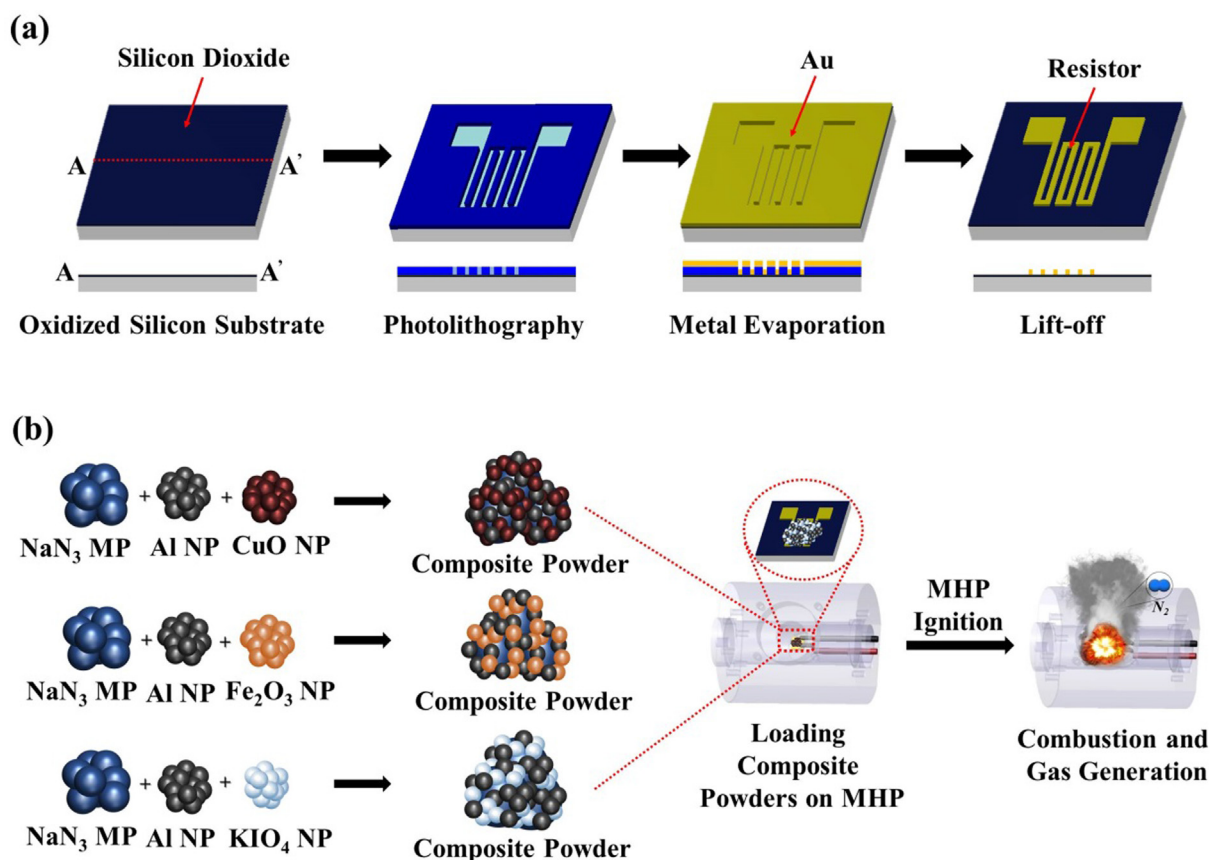 (a)
Silicon Dioxide
Au
Resistor
A A’
A A’
Oxidized Silicon Substrate
Photolithography
Metal Evaporation
Lift-off
(b)
+ +
NaN₃ MP Al NP CuO NP
Composite Powder
+ +
NaN₃ MP Al NP Fe₂O₃ NP
Composite Powder
+ +
NaN₃ MP Al NP KIO₄ NP
Composite Powder
Loading
Composite
Powders on MHP
MHP
Ignition
N₂
Combustion and
Gas Generation